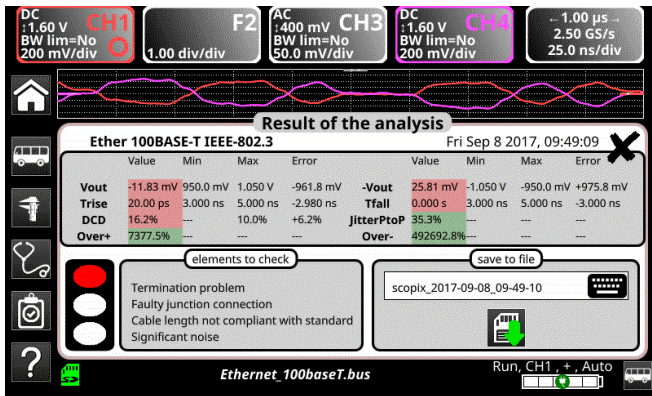 DC
↕1.60 V
BW lim=No
200 mV/div
CH1
F2
1.00 div/div
AC
↕400 mV
BW lim=No
50.0 mV/div
CH3
DC
↕1.60 V
BW lim=No
200 mV/div
CH4
←1.00 µs→
2.50 GS/s
25.0 ns/div
Result of the analysis
Ether 100BASE-T IEEE-802.3 Fri Sep 8 2017, 09:49:09
Value Min Max Error Value Min Max Error
Vout -11.83 mV 950.0 mV 1.050 V -961.8 mV -Vout 25.81 mV -1.050 V -950.0 mV +975.8 mV
Trise 20.00 ps 3.000 ns 5.000 ns -2.980 ns Tfall 0.000 s 3.000 ns 5.000 ns -3.000 ns
DCD 16.2% --- 10.0% +6.2% JitterPtoP 35.3% --- --- ---
Over+ 7377.5% --- --- --- Over- 492692.8% --- --- ---
elements to check
Termination problem
Faulty junction connection
Cable length not compliant with standard
Significant noise
save to file
scopix_2017-09-08_09-49-10
?
Ethernet_100baseT.bus
Run, CH1 , + , Auto